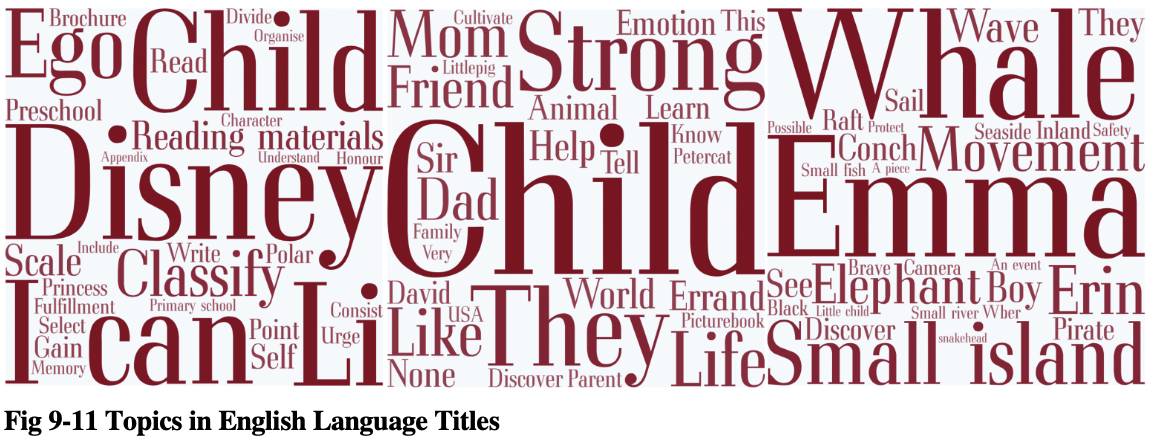 Ego Brochure
Child
Divide
Organise
Read
Preschool
Character
Reading materials
Disney
Appendix
Understand
Honour
Scale
Include
Write
Polar
Classify
Princess
Fulfillment
Primary school
I can Li
Consist
Select
Gain
Memory
Point
Self
Urge
Mom
Cultivate
Littlepig
Friend
Strong
Emotion
This
Animal
Learn
Child
Sir
Dad
Family
Very
Help
Tell
Know
Petercat
David
USA
Like
None
They
World
Errand
Picturebook
Life
Discover
Parent
Whale
Wave
They
Sail
Possible
Raft
Protect
Seaside
Inland
Safety
Conch
Movement
Small fish
A piece
Emma
See
Elephant
Brave
Camera
An event
Boy
Erin
Black
Little child
Small river
Wher
Small island
Discover
snakehead
Pirate
Fig 9-11 Topics in English Language Titles